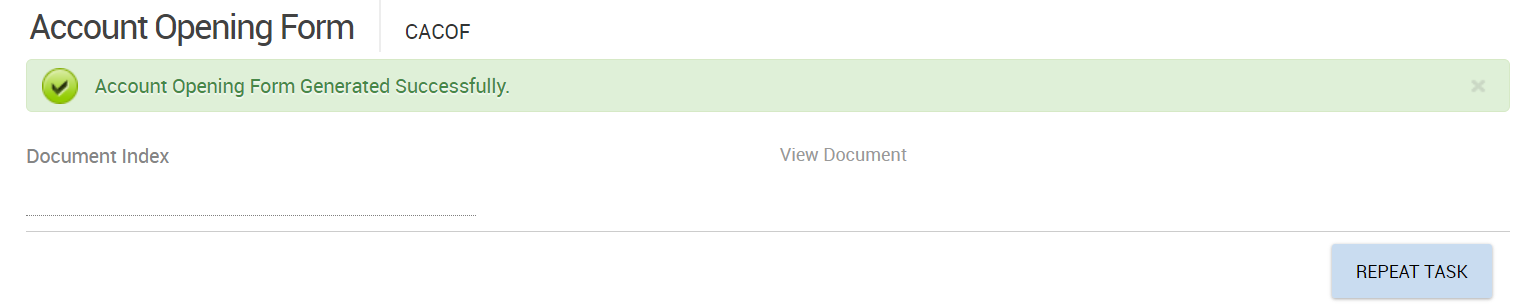 Account Opening Form CACOF
Account Opening Form Generated Successfully.
Document Index View Document
REPEAT TASK